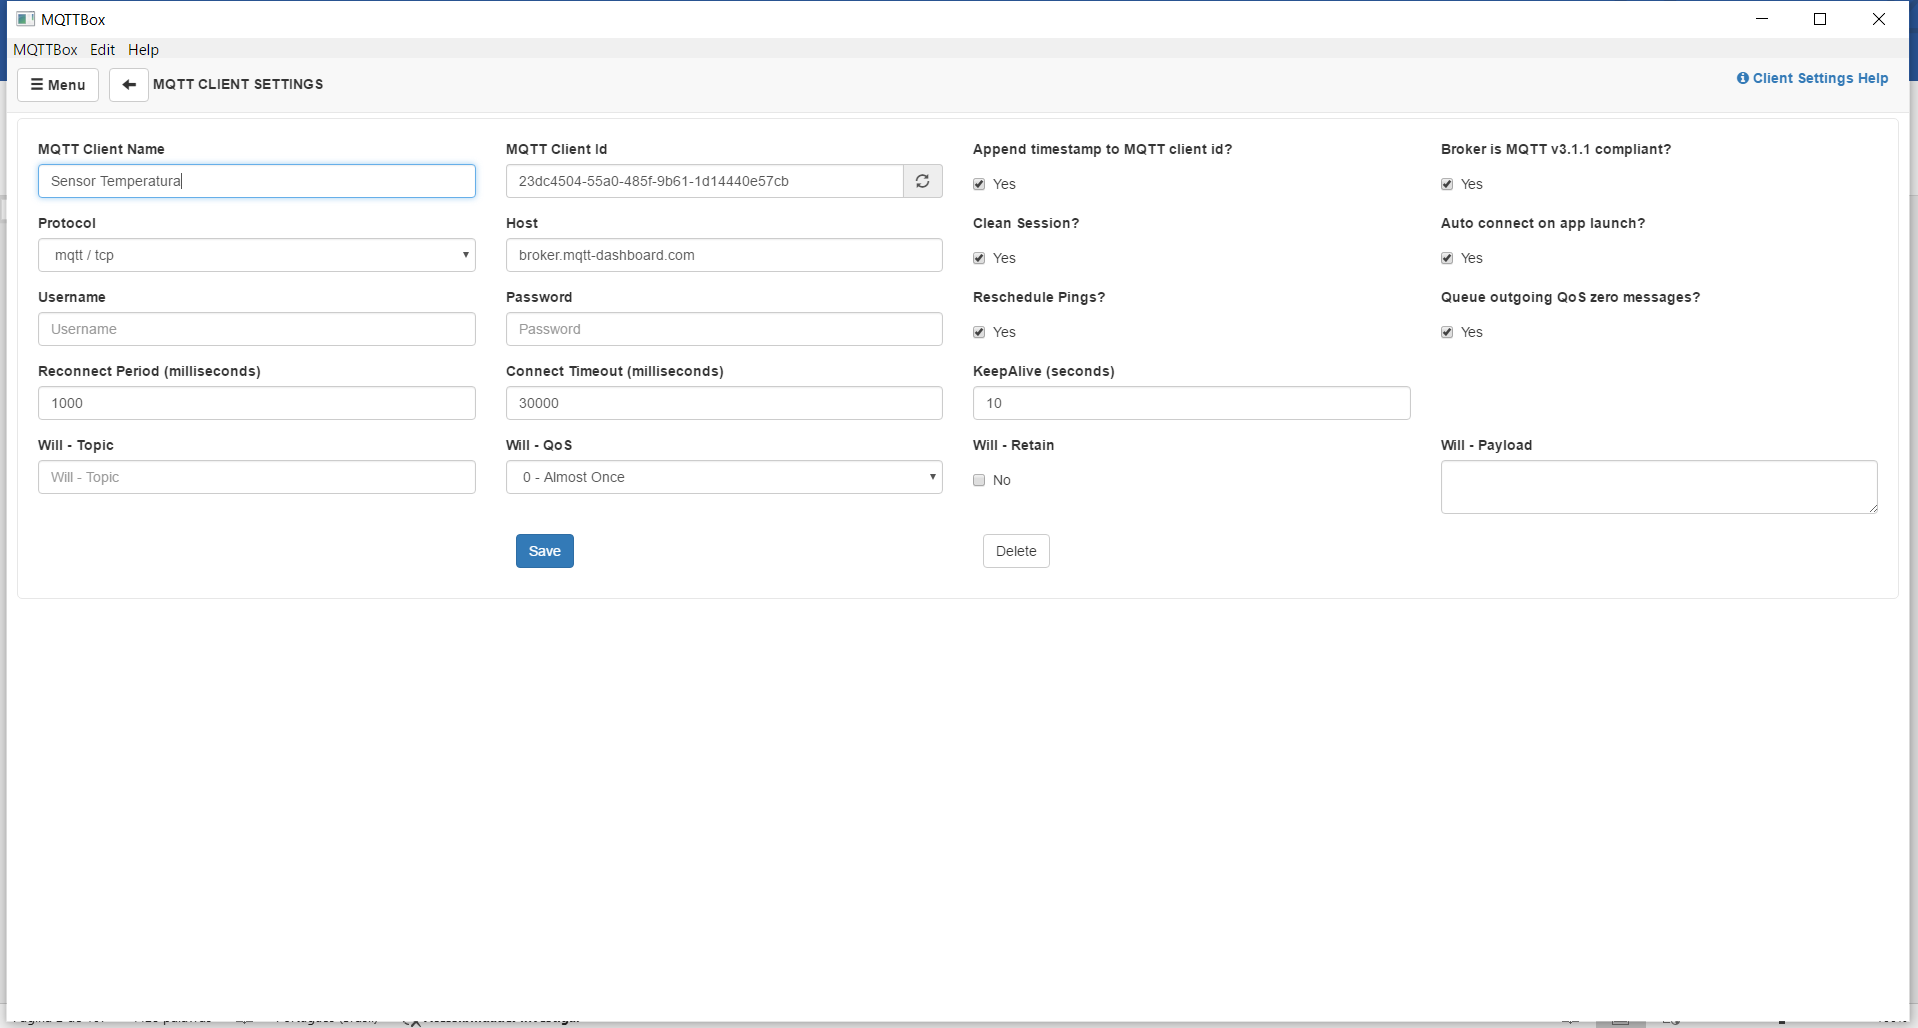 MQTTBox
MQTTBox Edit Help
Menu MQTT CLIENT SETTINGS Client Settings Help
MQTT Client Name MQTT Client Id Append timestamp to MQTT client id? Broker is MQTT v3.1.1 compliant?
Sensor Temperatura 23dc4504-55a0-485f-9b61-1d14440e57cb Yes Yes
Protocol Host Clean Session? Auto connect on app launch?
mqtt / tcp broker.mqtt-dashboard.com Yes Yes
Username Password Reschedule Pings? Queue outgoing QoS zero messages?
Username Password Yes Yes
Reconnect Period (milliseconds) Connect Timeout (milliseconds) KeepAlive (seconds)
1000 30000 10
Will - Topic Will - QoS Will - Retain Will - Payload
Will - Topic 0 - Almost Once No
Save Delete